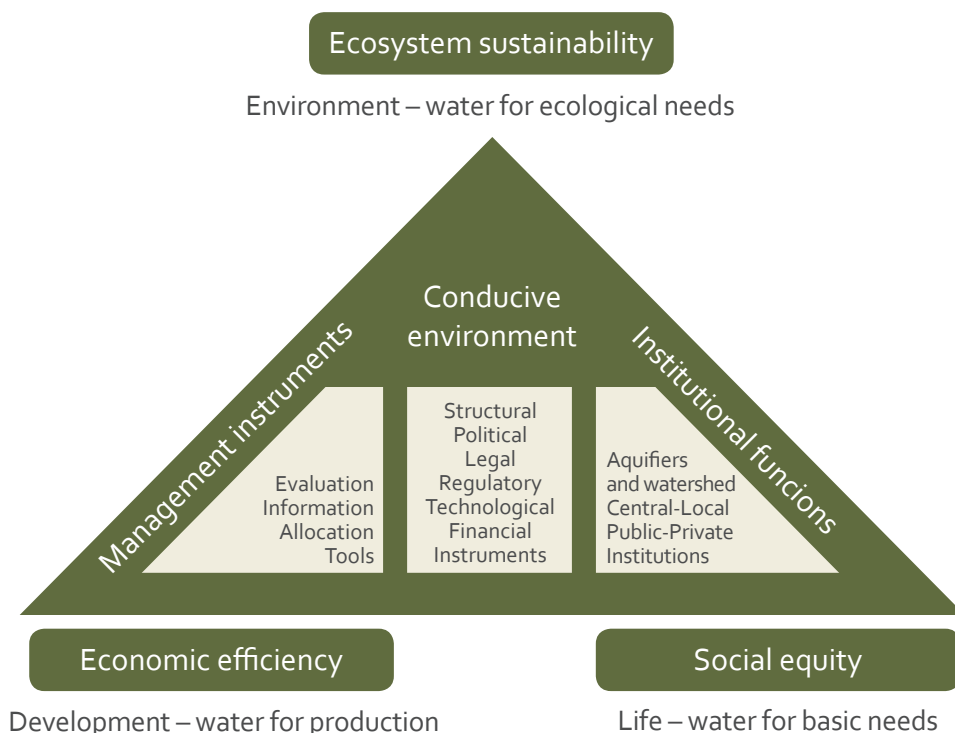 Ecosystem sustainability
Environment – water for ecological needs
Conducive
environment
Management instruments
Institutional funcions
Evaluation
Information
Allocation
Tools
Structural
Political
Legal
Regulatory
Technological
Financial
Instruments
Aquifiers
and watershed
Central-Local
Public-Private
Institutions
Economic efficiency
Development – water for production
Social equity
Life – water for basic needs